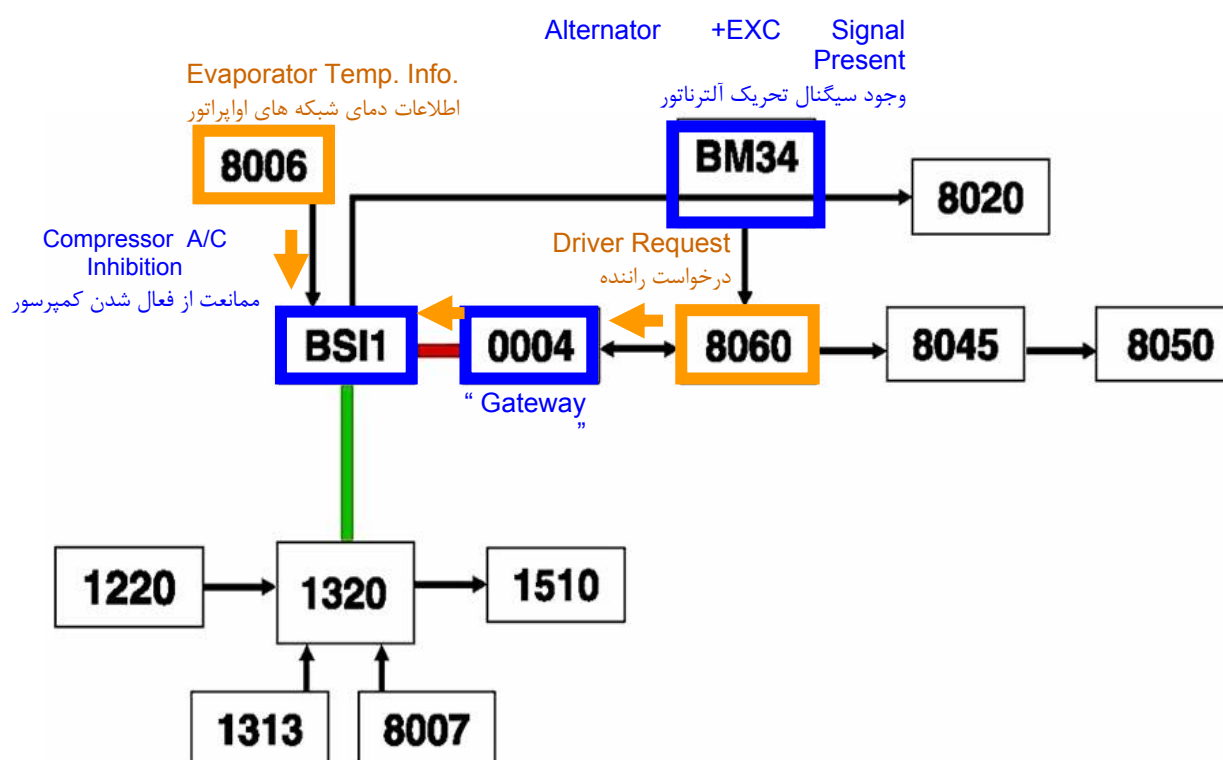 Alternator +EXC Signal
Present
وجود سیگنال تحریک آلترناتور
Evaporator Temp. Info.
اطلاعات دمای شبکه های اواپراتور
8006
BM34
8020
Compressor A/C
Inhibition
ممانعت از فعال شدن کمپرسور
Driver Request
درخواست راننده
BSI1
0004
8060
8045
8050
“ Gateway
”
1220
1320
1510
1313
8007